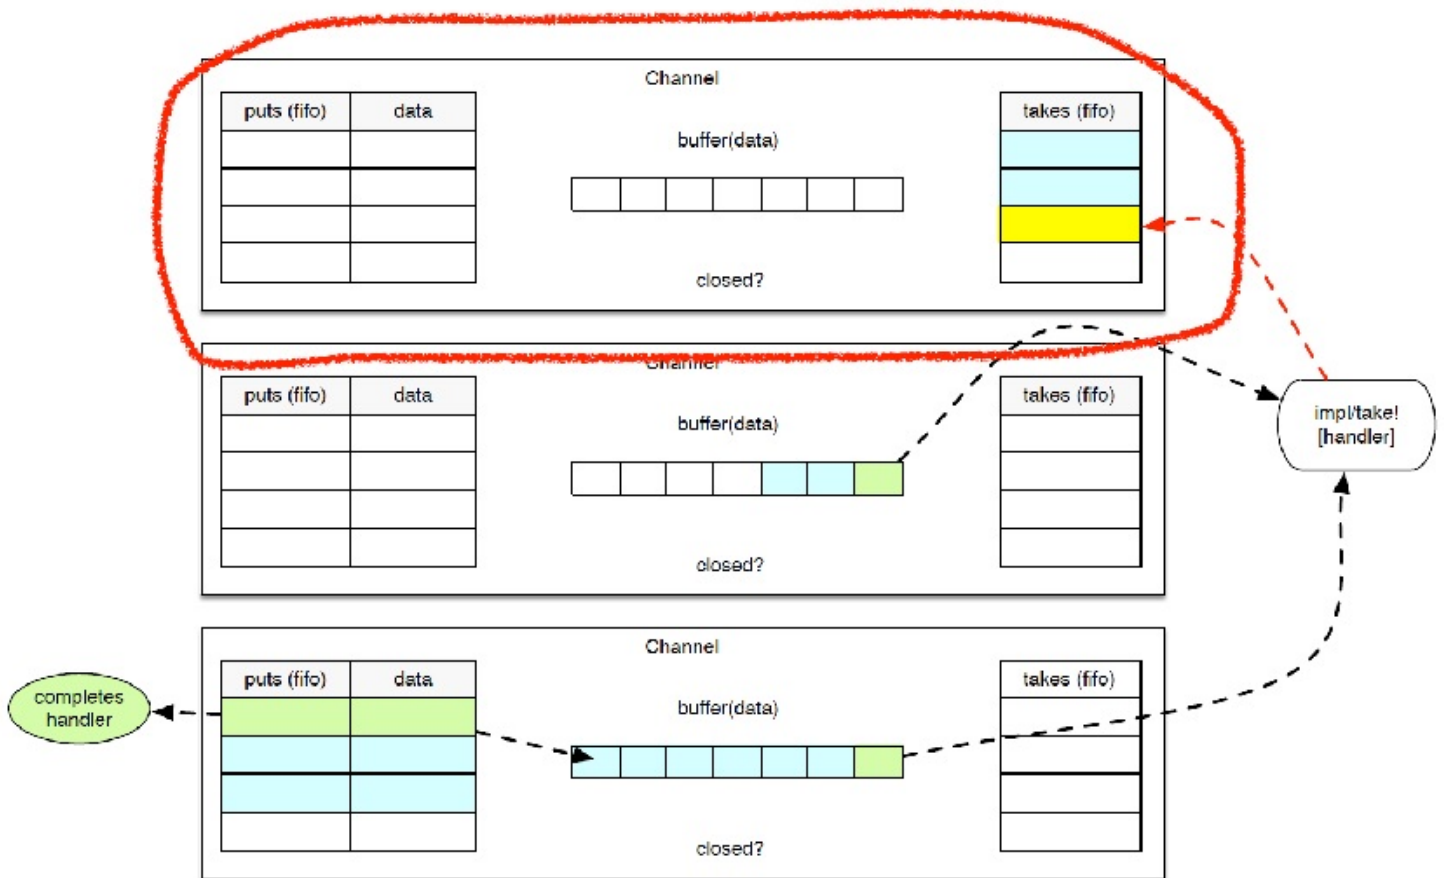 Channel
puts (fifo) data
takes (fifo)
buffer(data)
closed?
Channel
puts (fifo) data
takes (fifo)
buffer(data)
closed?
impl/take!
[handler]
Channel
puts (fifo) data
takes (fifo)
buffer(data)
completes
handler
closed?